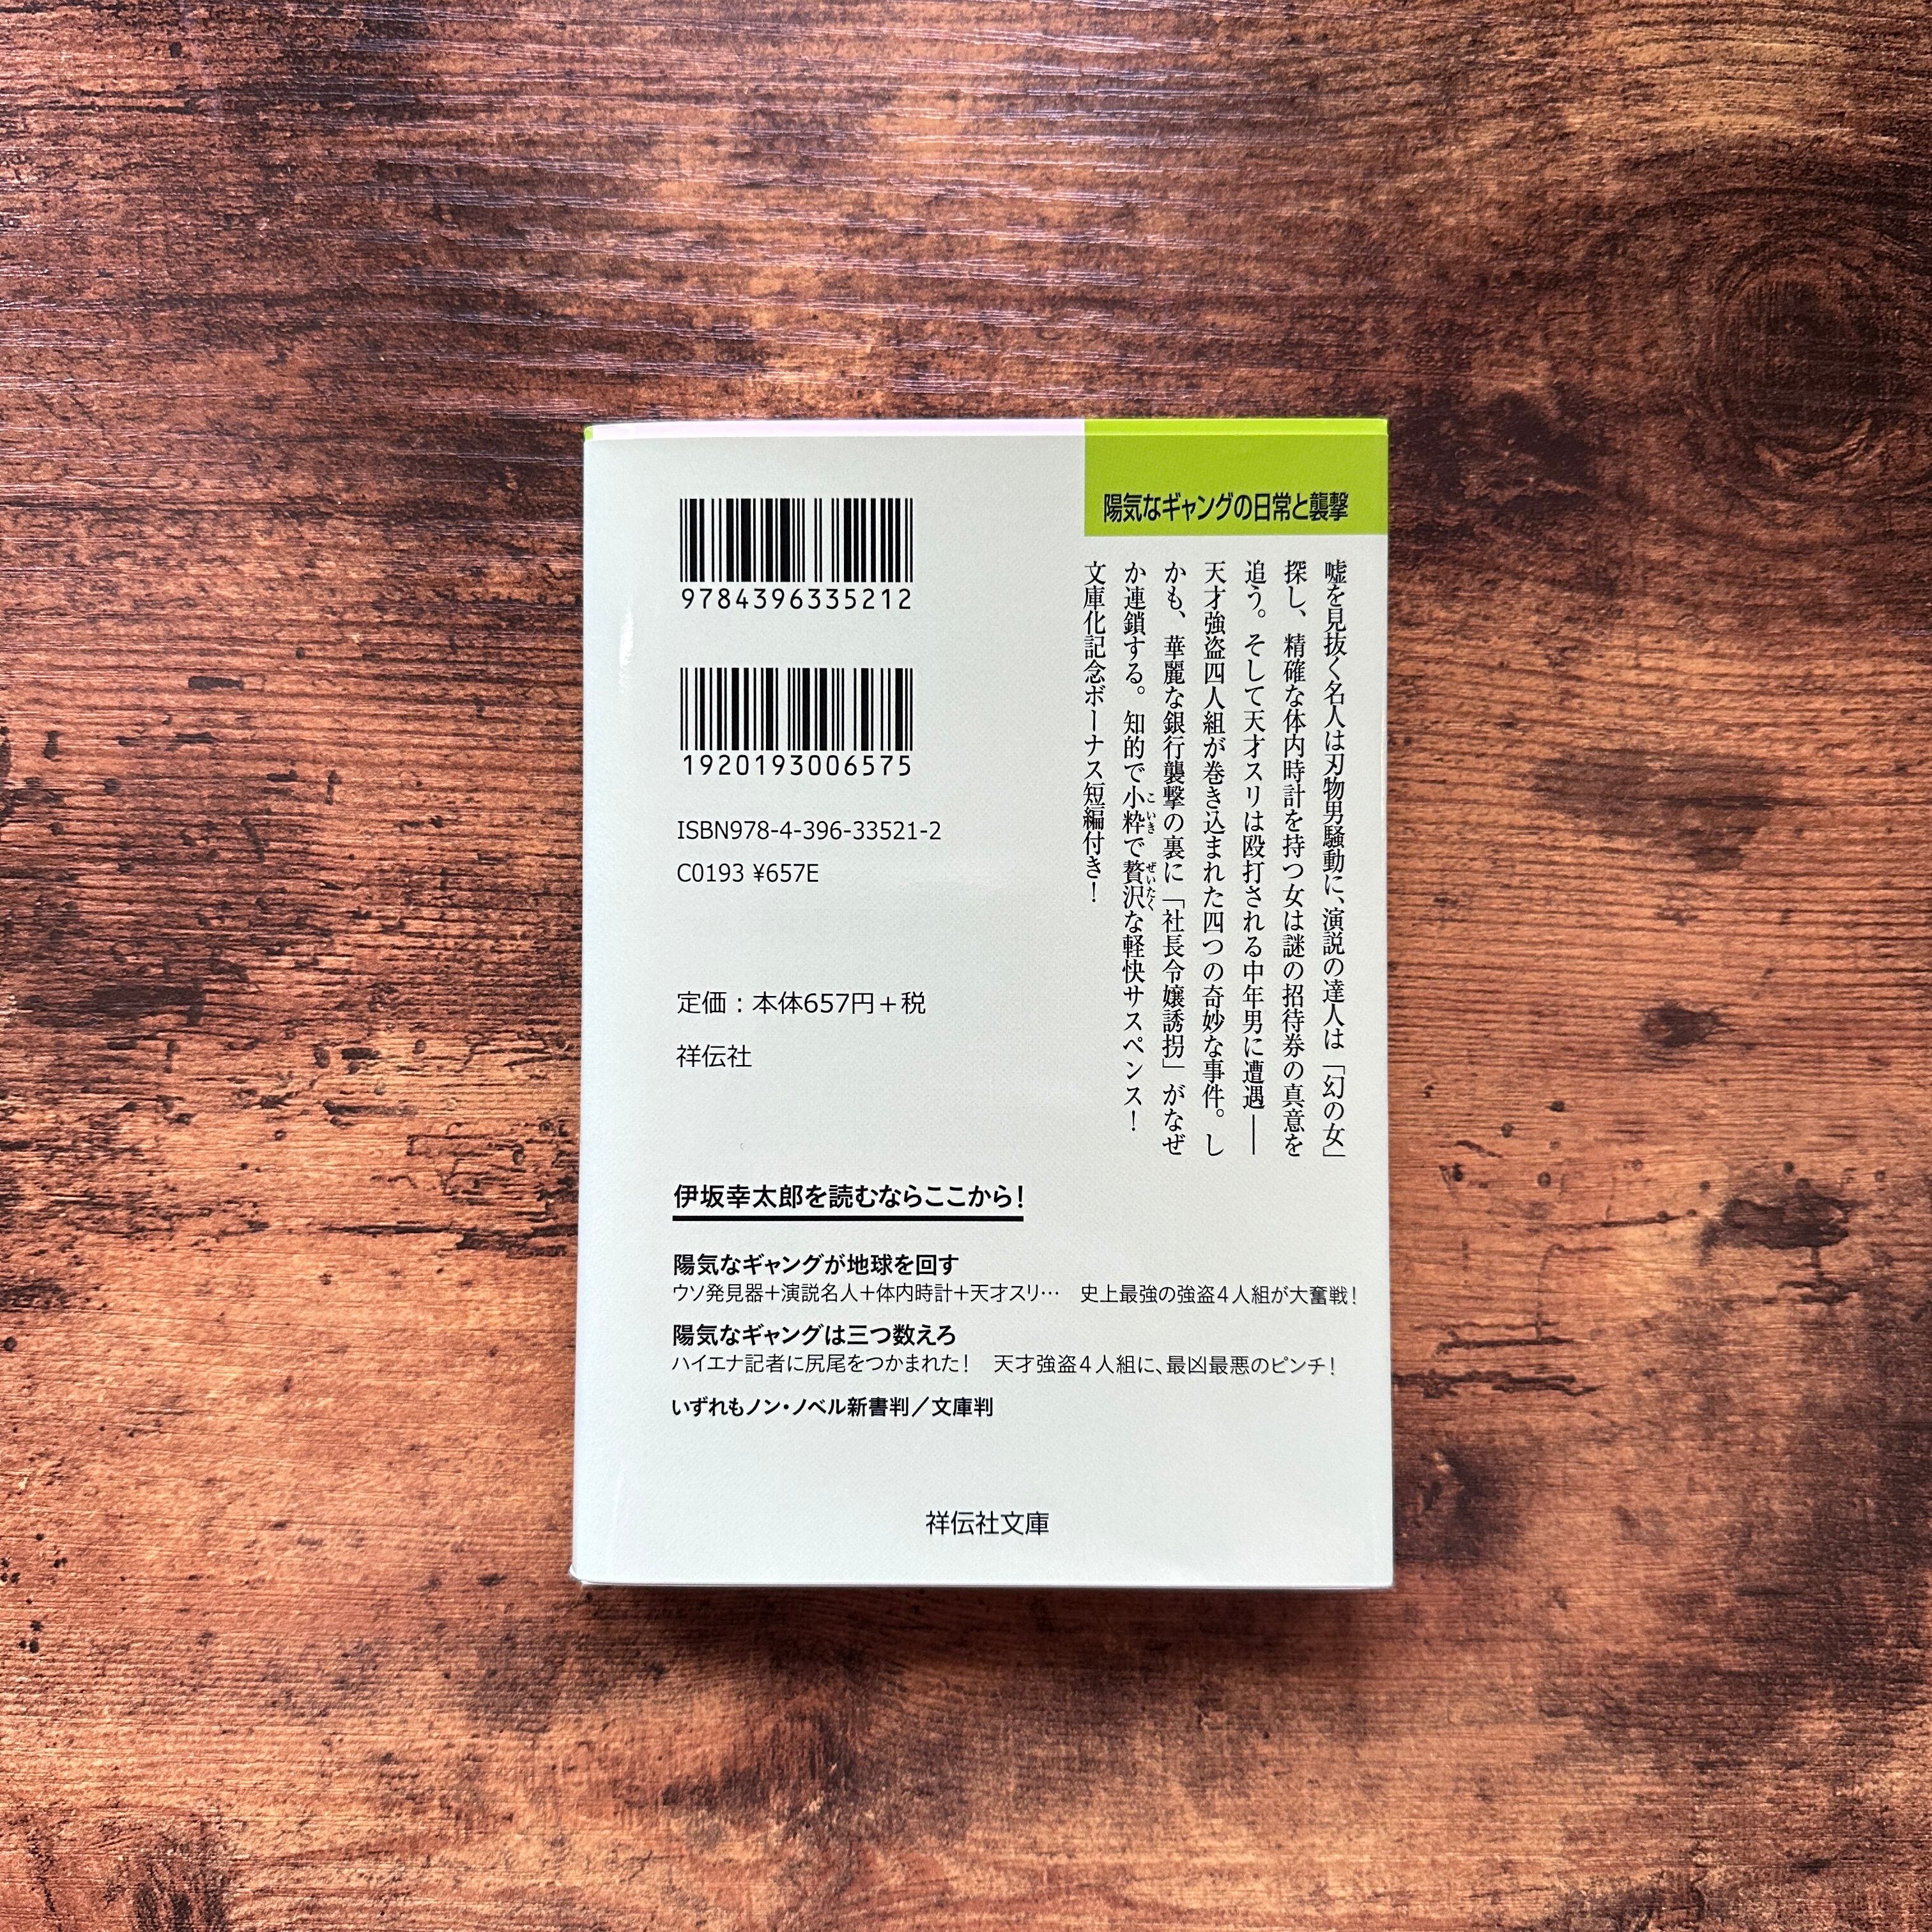 陽気なギャングの日常と襲撃
嘘を見抜く名人は刃物男騒動に、演説の達人は「幻の女」
探し、精確な体内時計を持つ女は謎の招待券の真意を
追う。そして天才スリは殴打される中年男に遭遇――
天才強盗四人組が巻き込まれた四つの奇妙な事件。し
かも、華麗な銀行襲撃の裏に「社長令嬢誘拐」がなぜ
か連鎖する。知的で小粋で贅沢な軽快サスペンス！
こいき
ぜいたく
文庫化記念ボーナス短編付き！
9784396335212
1920193006575
ISBN978-4-396-33521-2
C0193 ¥657E
定価：本体657円＋税
祥伝社
伊坂幸太郎を読むならここから！
陽気なギャングが地球を回す
ウソ発見器＋演説名人＋体内時計＋天才スリ… 史上最強の強盗4人組が大奮戦！
陽気なギャングは三つ数えろ
ハイエナ記者に尻尾をつかまれた！ 天才強盗4人組に、最凶最悪のピンチ！
いずれもノン・ノベル新書判／文庫判
祥伝社文庫